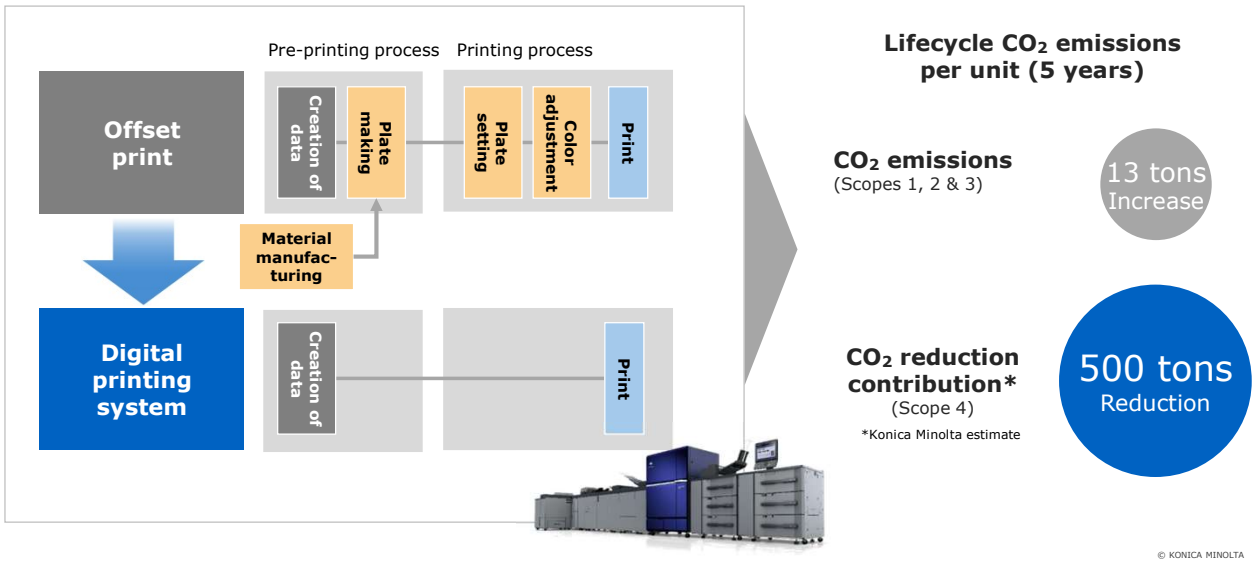 Pre-printing process
Printing process
Offset
print
Creation of
data
Plate
making
Plate
setting
Color
adjustment
Print
Material
manufac-
turing
Digital
printing
system
Creation of
data
Print
Lifecycle CO₂ emissions
per unit (5 years)
CO₂ emissions
(Scopes 1, 2 & 3)
13 tons
Increase
CO₂ reduction
contribution*
(Scope 4)
*Konica Minolta estimate
500 tons
Reduction
© KONICA MINOLTA